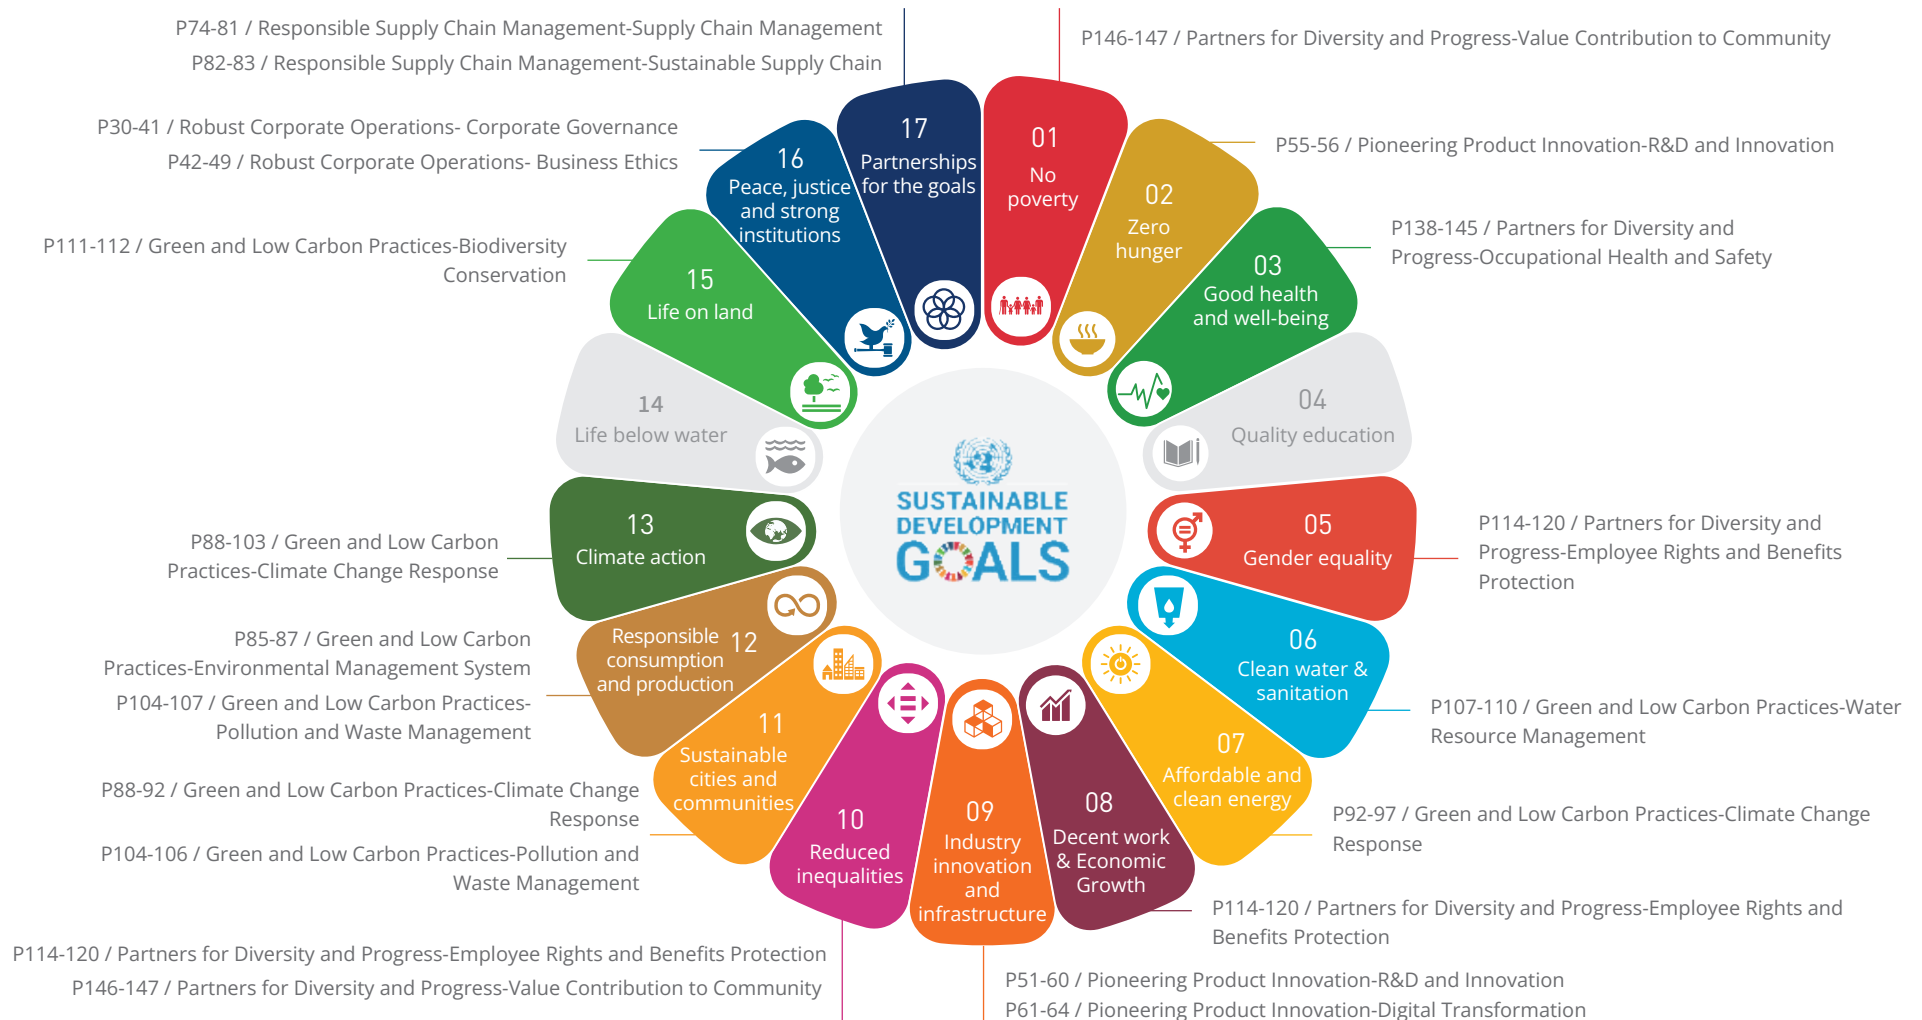 P74-81 / Responsible Supply Chain Management-Supply Chain Management
P82-83 / Responsible Supply Chain Management-Sustainable Supply Chain
P146-147 / Partners for Diversity and Progress-Value Contribution to Community
P30-41 / Robust Corporate Operations- Corporate Governance
P42-49 / Robust Corporate Operations- Business Ethics
P55-56 / Pioneering Product Innovation-R&D and Innovation
P111-112 / Green and Low Carbon Practices-Biodiversity
Conservation
P138-145 / Partners for Diversity and
Progress-Occupational Health and Safety
17
Partnerships
for the goals
01
No
poverty
16
Peace, justice
and strong
institutions
02
Zero
hunger
15
Life on land
03
Good health
and well-being
14
Life below water
04
Quality education
SUSTAINABLE
DEVELOPMENT
GOALS
13
Climate action
05
Gender equality
P88-103 / Green and Low Carbon
Practices-Climate Change Response
P114-120 / Partners for Diversity and
Progress-Employee Rights and Benefits
Protection
Responsible
consumption
and production
12
06
Clean water &
sanitation
P85-87 / Green and Low Carbon
Practices-Environmental Management System
P104-107 / Green and Low Carbon Practices-
Pollution and Waste Management
P107-110 / Green and Low Carbon Practices-Water
Resource Management
11
Sustainable
cities and
communities
07
Affordable and
clean energy
P88-92 / Green and Low Carbon Practices-Climate Change
Response
P104-106 / Green and Low Carbon Practices-Pollution and
Waste Management
P92-97 / Green and Low Carbon Practices-Climate Change
Response
10
Reduced
inequalities
09
Industry
innovation
and
infrastructure
08
Decent work
& Economic
Growth
P114-120 / Partners for Diversity and Progress-Employee Rights and
Benefits Protection
P114-120 / Partners for Diversity and Progress-Employee Rights and Benefits Protection
P146-147 / Partners for Diversity and Progress-Value Contribution to Community
P51-60 / Pioneering Product Innovation-R&D and Innovation
P61-64 / Pioneering Product Innovation-Digital Transformation